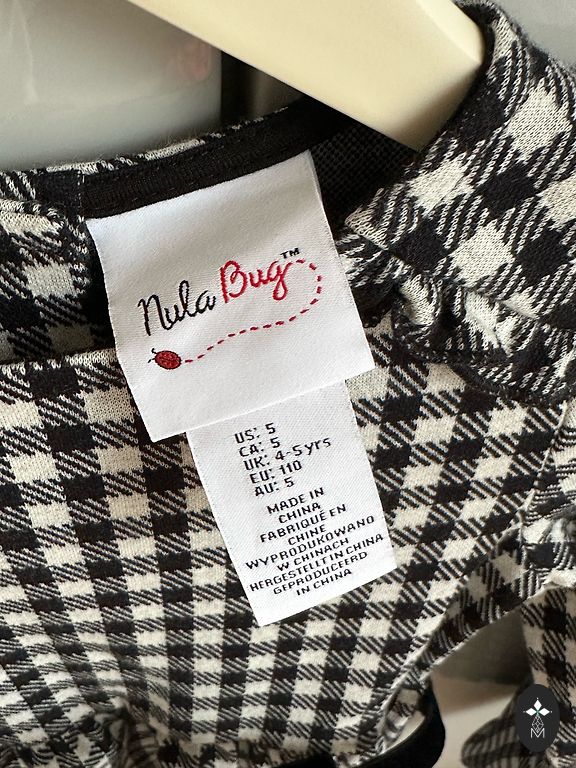 Nula Bug™
US: 5
CA: 5
UK: 4-5yrs
EU: 110
AU: 5
MADE IN
CHINA
FABRIQUÉ EN
CHINE
WYPRODUKOWANO
W CHINACH
HERGESTELLT IN CHINA
GEPRODUCEERD
IN CHINA
M